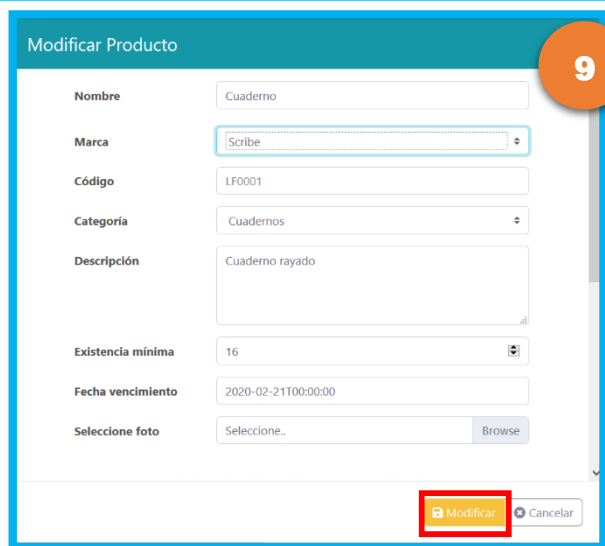 Modificar Producto
9
Nombre Cuaderno
Marca Scribe
Código LF0001
Categoría Cuadernos
Descripción Cuaderno rayado
Existencia mínima 16
Fecha vencimiento 2020-02-21T00:00:00
Seleccione foto Seleccione.. Browse
Modificar Cancelar